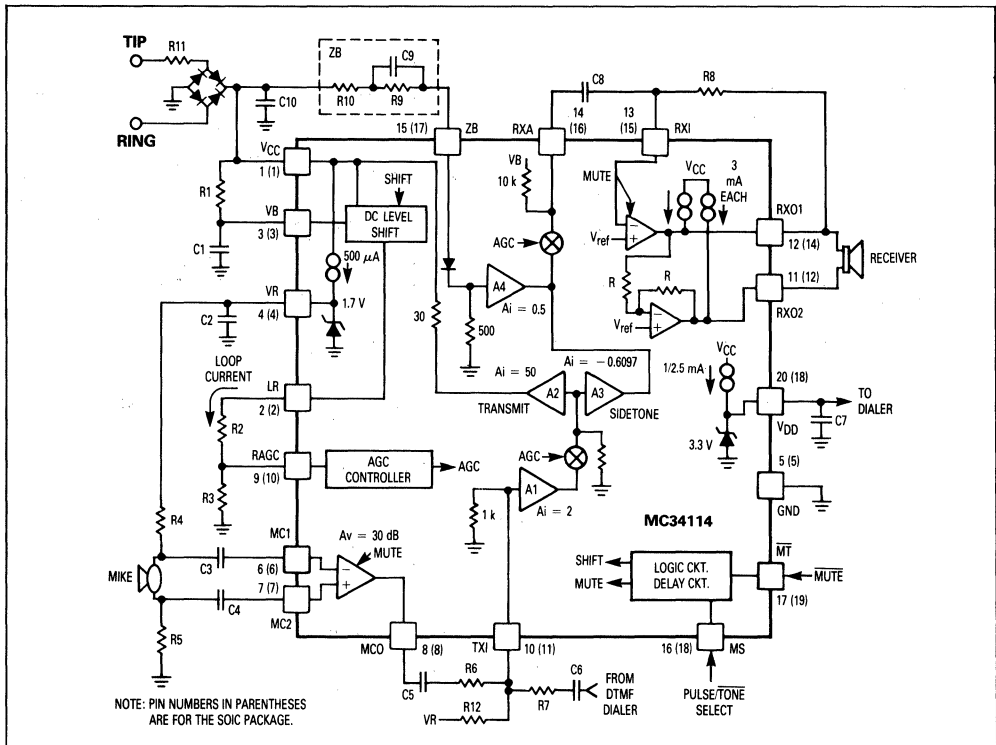 TIP
R11
RING
C10
ZB
R10
C9
R9
C8
R8
15 (17)
ZB
RXA
14
(16)
13
(15)
RXI
VCC
1 (1)
R1
VB
3 (3)
C1
SHIFT
DC LEVEL
SHIFT
500 µA
VR
4 (4)
1.7 V
C2
30
VB
10 k
AGC
A4
Ai = 0.5
500
MUTE
VCC
3
mA
EACH
Vref
R
R
Vref
RXO1
12 (14)
11 (12)
RXO2
RECEIVER
LOOP
CURRENT
LR
2 (2)
R2
RAGC
9 (10)
R3
AGC
CONTROLLER
AGC
Ai = 50
A2
TRANSMIT
Ai = −0.6097
A3
SIDETONE
AGC
A1
Ai = 2
1 k
VCC
1/2.5 mA
3.3 V
20 (18)
VDD
TO
DIALER
C7
5 (5)
GND
MC34114
R4
MC1
6 (6)
C3
MIKE
7 (7)
C4
MC2
R5
Av = 30 dB
MUTE
SHIFT
MUTE
LOGIC CKT.
DELAY CKT.
M̅T̅
M̅U̅T̅E̅
17 (19)
MCO
8 (8)
TXI
10 (11)
16 (18)
MS
C5
R6
R7
C6
FROM
DTMF
DIALER
VR
R12
PULSE/T̅O̅N̅E̅
SELECT
NOTE: PIN NUMBERS IN PARENTHESES
ARE FOR THE SOIC PACKAGE.